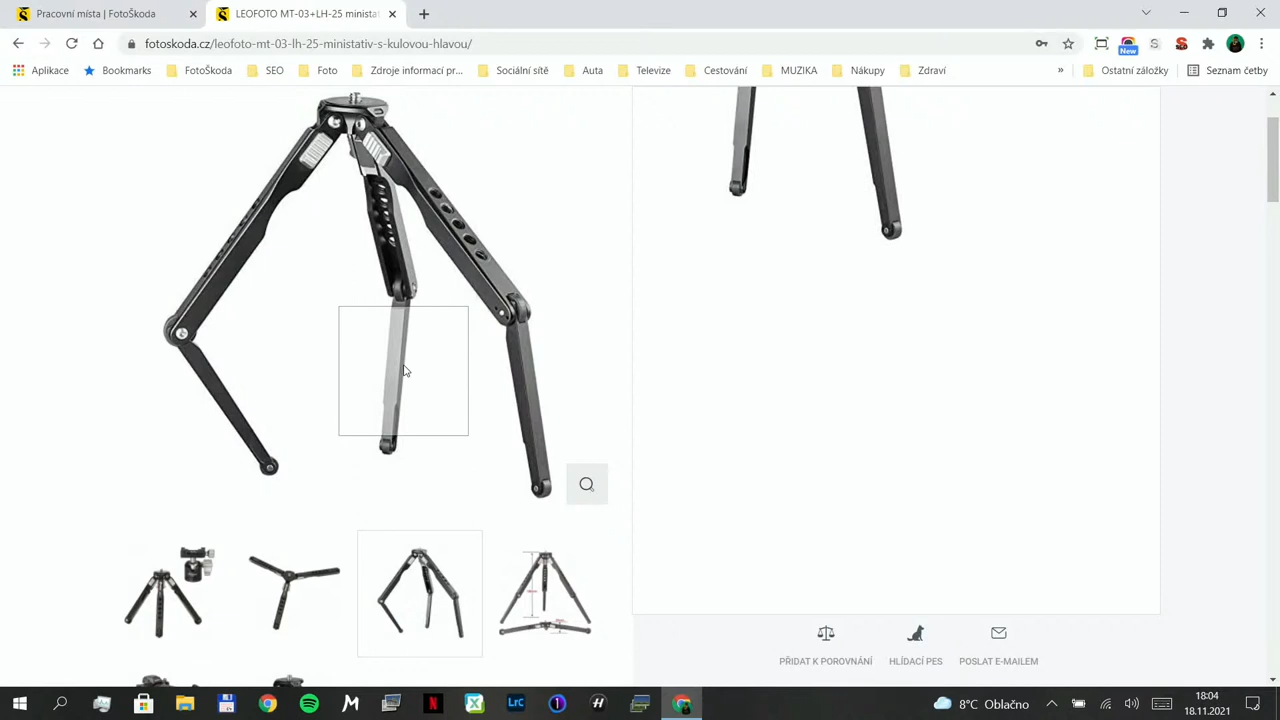 Pracovní místa | FotoŠkoda
LEOFOTO MT-03+LH-25 ministat
fotoskoda.cz/leofoto-mt-03-lh-25-ministativ-s-kulovou-hlavou/
New
Aplikace
Bookmarks
FotoŠkoda
SEO
Foto
Zdroje informací pr...
Sociální sítě
Auta
Televize
Cestování
MUZIKA
Nákupy
Zdraví
»
Ostatní záložky
Seznam četby
PŘIDAT K POROVNÁNÍ
HLÍDACÍ PES
POSLAT E-MAILEM
Lrc
8°C Oblačno
18:04
18.11.2021